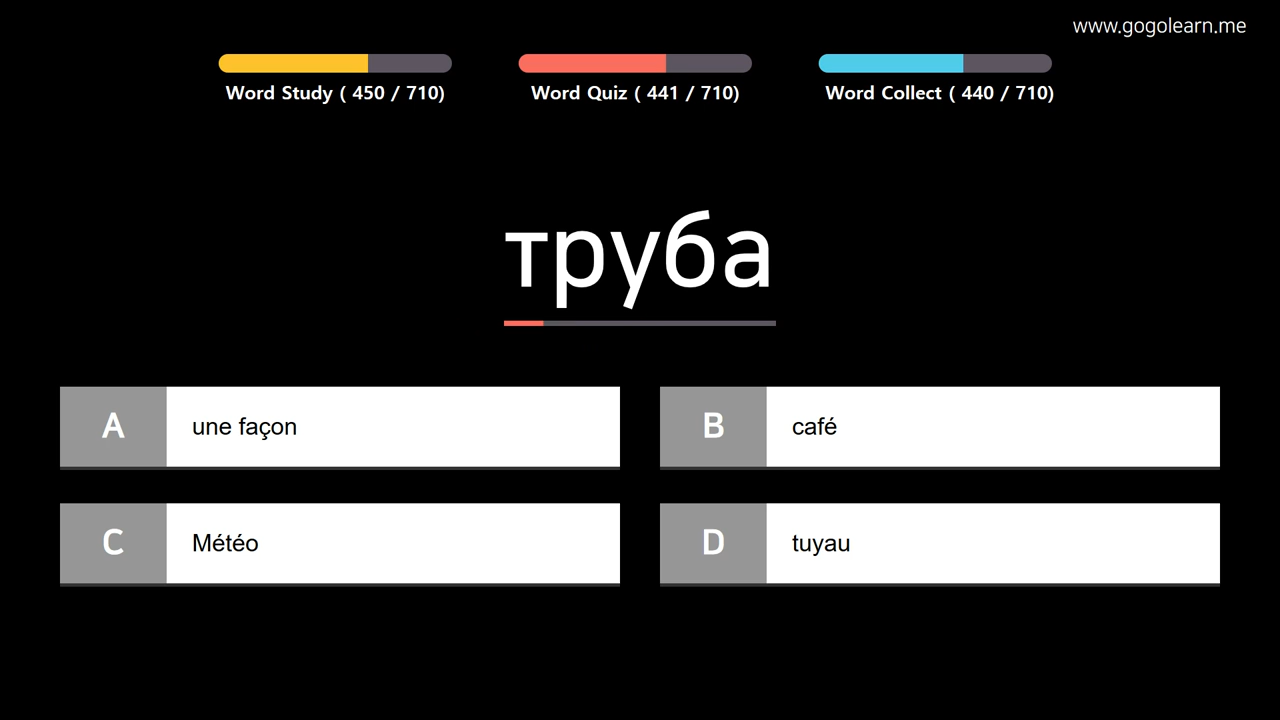 www.gogolearn.me
Word Study ( 450 / 710)
Word Quiz ( 441 / 710)
Word Collect ( 440 / 710)
труба
A
une façon
B
café
C
Météo
D
tuyau